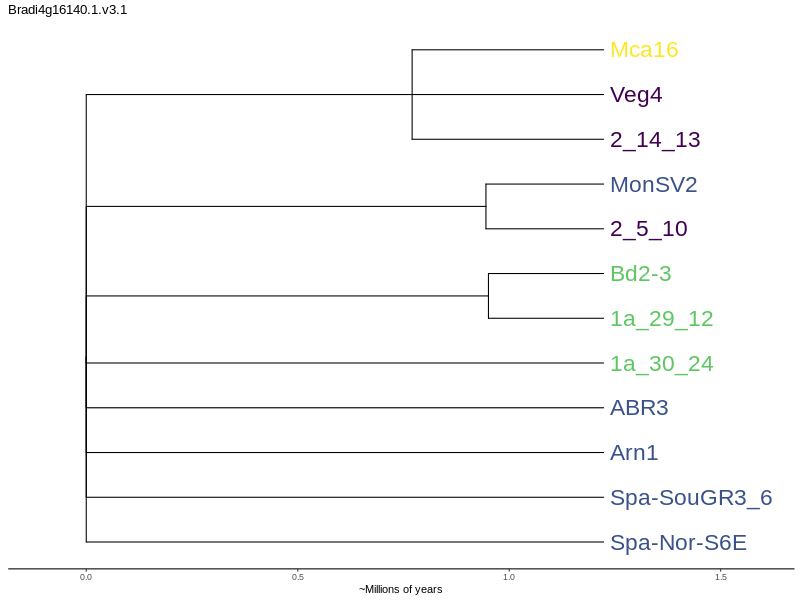 Bradi4g16140.1.v3.1
Mca16
Veg4
2_14_13
MonSV2
2_5_10
Bd2-3
1a_29_12
1a_30_24
ABR3
Arn1
Spa-SouGR3_6
Spa-Nor-S6E
0.0 0.5 1.0 1.5
~Millions of years